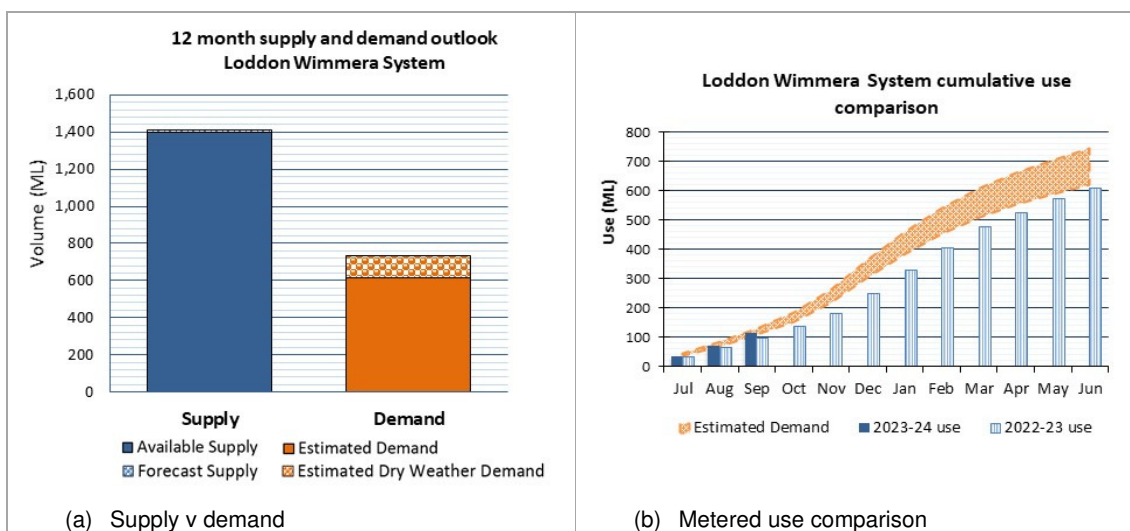 12 month supply and demand outlook
Loddon Wimmera System
Volume (ML)
1,600
1,400
1,200
1,000
800
600
400
200
0
Supply Demand
Available Supply Estimated Demand
Forecast Supply Estimated Dry Weather Demand
(a) Supply v demand
Loddon Wimmera System cumulative use
comparison
Use (ML)
800
700
600
500
400
300
200
100
0
Jul Aug Sep Oct Nov Dec Jan Feb Mar Apr May Jun
Estimated Demand 2023-24 use 2022-23 use
(b) Metered use comparison